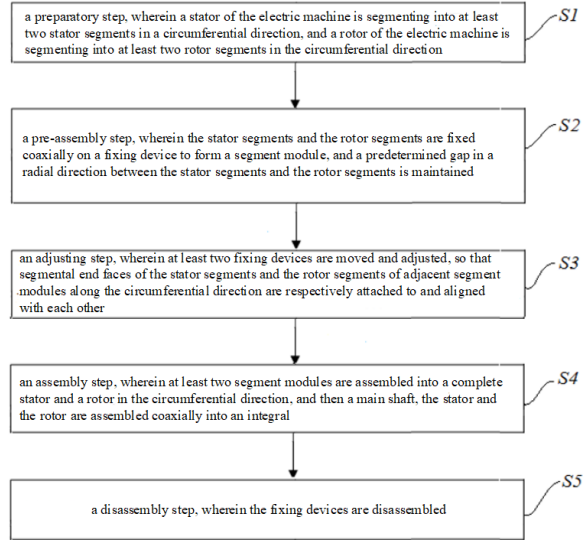 a preparatory step, wherein a stator of the electric machine is segmenting into at least
two stator segments in a circumferential direction, and a rotor of the electric machine is
segmenting into at least two rotor segments in the circumferential direction
S1
a pre-assembly step, wherein the stator segments and the rotor segments are fixed
coaxially on a fixing device to form a segment module, and a predetermined gap in a
radial direction between the stator segments and the rotor segments is maintained
S2
an adjusting step, wherein at least two fixing devices are moved and adjusted, so that
segmental end faces of the stator segments and the rotor segments of adjacent segment
modules along the circumferential direction are respectively attached to and aligned
with each other
S3
an assembly step, wherein at least two segment modules are assembled into a complete
stator and a rotor in the circumferential direction, and then a main shaft, the stator and
the rotor are assembled coaxially into an integral
S4
a disassembly step, wherein the fixing devices are disassembled
S5